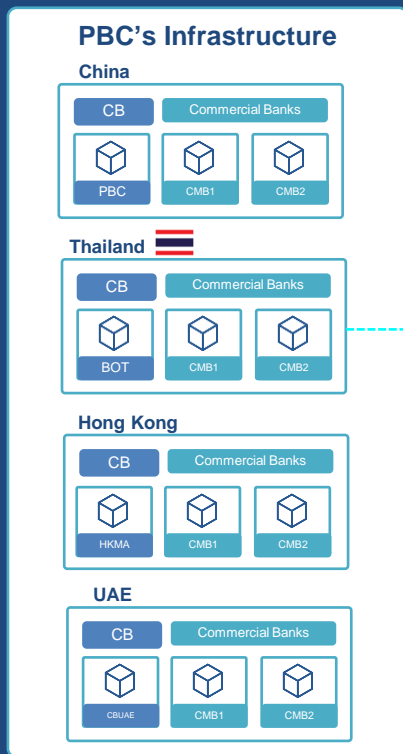 PBC's Infrastructure
China
CB Commercial Banks
PBC CMB1 CMB2
Thailand
CB Commercial Banks
BOT CMB1 CMB2
Hong Kong
CB Commercial Banks
HKMA CMB1 CMB2
UAE
CB Commercial Banks
CBUAE CMB1 CMB2